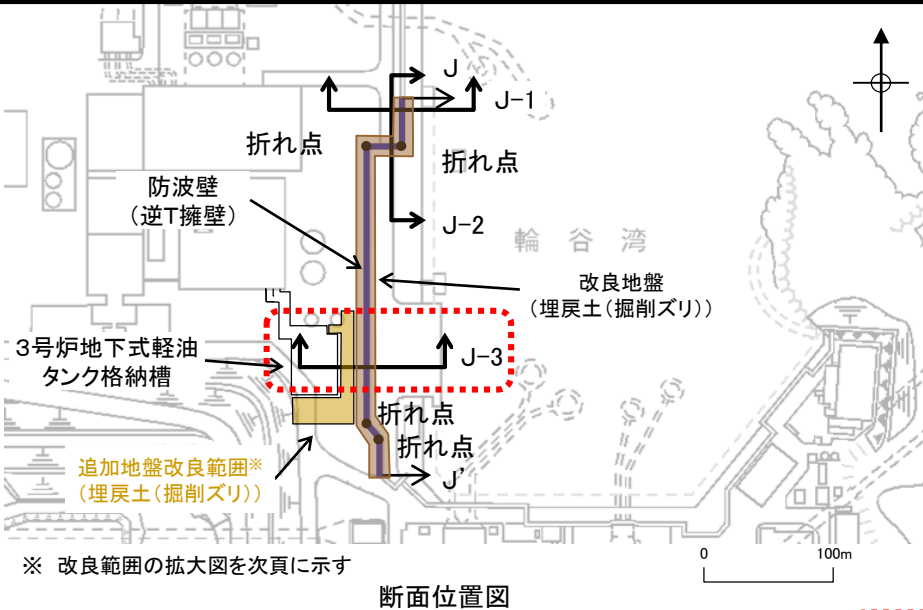 J
J-1
折れ点
折れ点
防波壁
（逆T擁壁）
J-2
輪谷湾
改良地盤
（埋戻土（掘削ズリ））
3号炉地下式軽油
タンク格納槽
J-3
折れ点
折れ点
追加地盤改良範囲※
（埋戻土（掘削ズリ））
J’
※ 改良範囲の拡大図を次頁に示す
0 100m
断面位置図